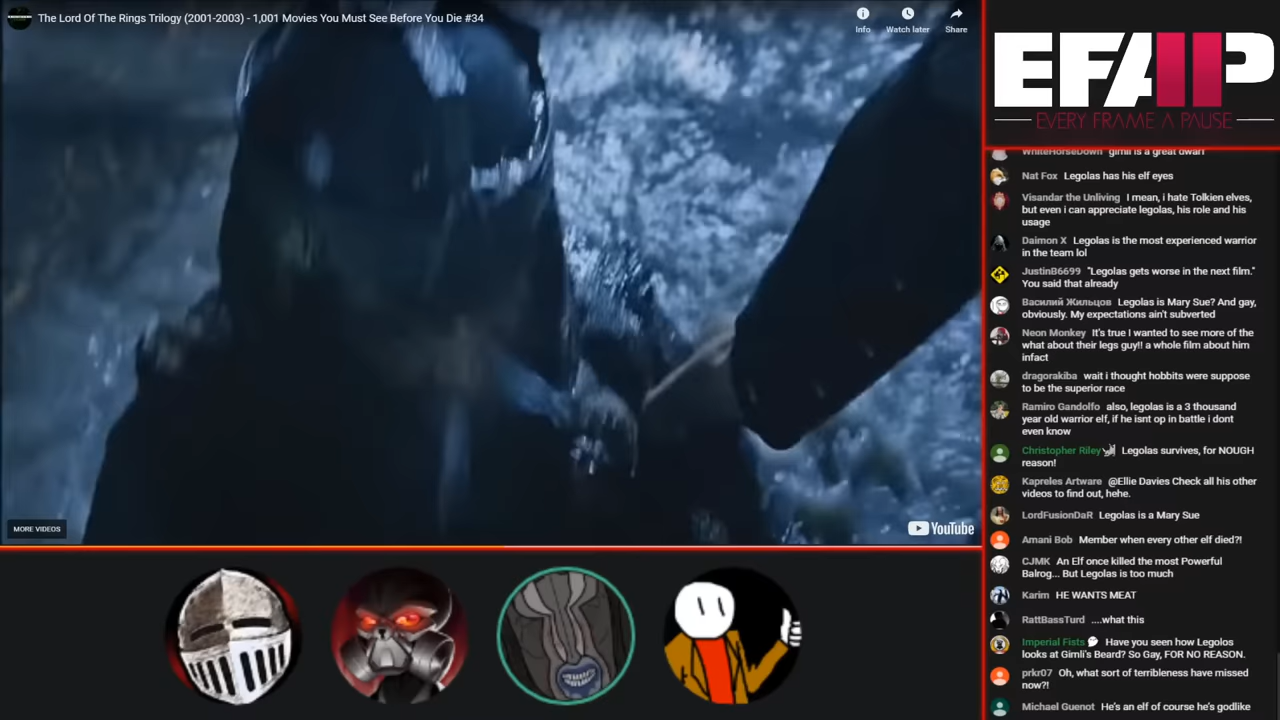 The Lord Of The Rings Trilogy (2001-2003) - 1,001 Movies You Must See Before You Die #34
Info
Watch later
Share
MORE VIDEOS
YouTube
EFAP
EVERY FRAME A PAUSE
WhiteHorseDown gimli is a great dwarf
Nat Fox Legolas has his elf eyes
Visandar the Unliving I mean, i hate Tolkien elves,
but even i can appreciate legolas, his role and his
usage
Daimon X Legolas is the most experienced warrior
in the team lol
JustinB6699 "Legolas gets worse in the next film."
You said that already
Василий Жильцов Legolas is Mary Sue? And gay,
obviously. My expectations ain't subverted
Neon Monkey It's true I wanted to see more of the
what about their legs guy!! a whole film about him
infact
dragorakiba wait i thought hobbits were suppose
to be the superior race
Ramiro Gandolfo also, legolas is a 3 thousand
year old warrior elf, if he isnt op in battle i dont
even know
Christopher Riley Legolas survives, for NOUGH
reason!
Kapreles Artware @Ellie Davies Check all his other
videos to find out, hehe.
LordFusionDaR Legolas is a Mary Sue
Amani Bob Member when every other elf died?!
CJMK An Elf once killed the most Powerful
Balrog... But Legolas is too much
Karim HE WANTS MEAT
RattBassTurd ....what this
Imperial Fists Have you seen how Legolos
looks at Gimli's Beard? So Gay, FOR NO REASON.
prkr07 Oh, what sort of terribleness have missed
now?!
Michael Guenot He's an elf of course he's godlike